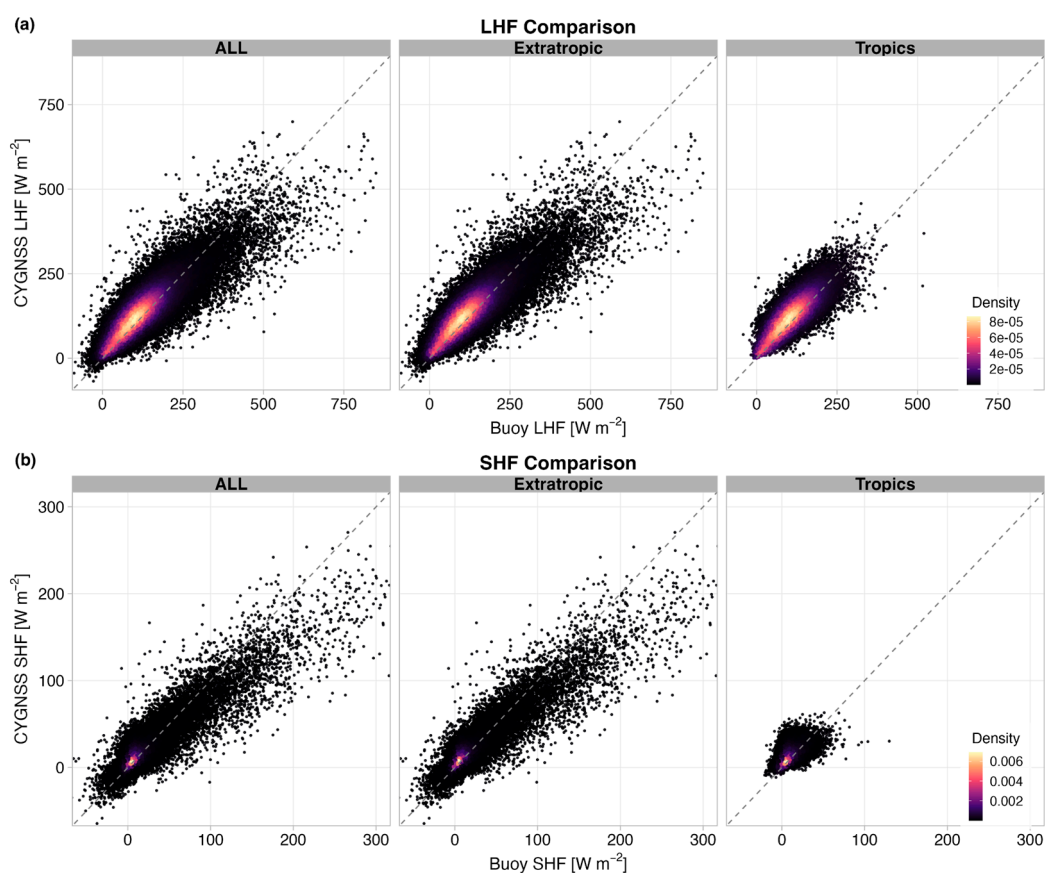 (a)
LHF Comparison
ALL Extratropic Tropics
CYGNSS LHF [W m⁻²]
750
500
250
0
Density
8e-05
6e-05
4e-05
2e-05
0 250 500 750 0 250 500 750 0 250 500 750
Buoy LHF [W m⁻²]
(b)
SHF Comparison
ALL Extratropic Tropics
CYGNSS SHF [W m⁻²]
300
200
100
0
Density
0.006
0.004
0.002
0 100 200 300 0 100 200 300 0 100 200 300
Buoy SHF [W m⁻²]